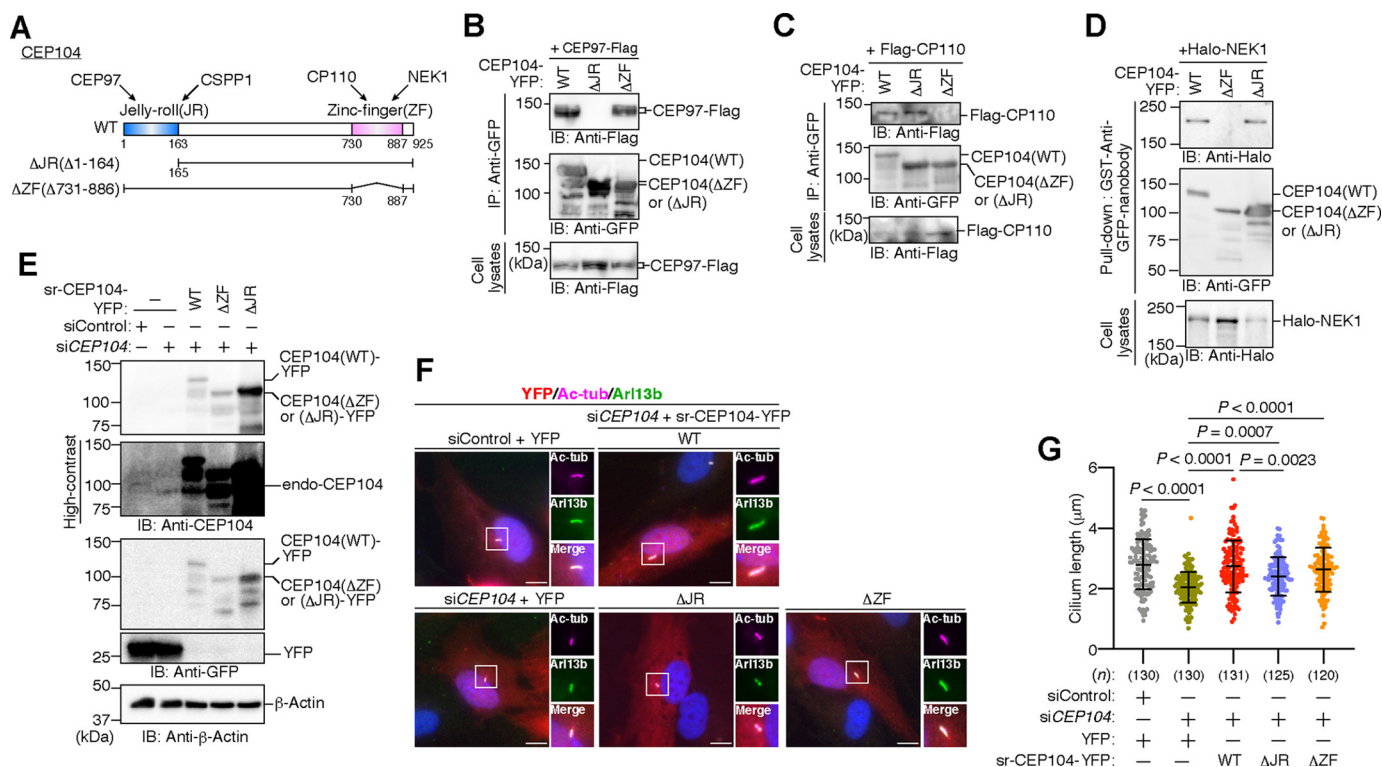 A
CEP104
CEP97 CSPP1 CP110 NEK1
Jelly-roll(JR) Zinc-finger(ZF)
WT
1 163 730 887 925
ΔJR(Δ1-164)
165
ΔZF(Δ731-886)
730 887
B
+ CEP97-Flag
CEP104-
YFP: WT ΔJR ΔZF
IP: Anti-GFP
150
CEP97-Flag
IB: Anti-Flag
150
100
CEP104(WT)
CEP104(ΔZF)
or (ΔJR)
IB: Anti-GFP
Cell lysates
(kDa)
150
CEP97-Flag
IB: Anti-Flag
C
+ Flag-CP110
CEP104-
YFP: WT ΔJR ΔZF
IP: Anti-GFP
150
Flag-CP110
IB: Anti-Flag
150
100
CEP104(WT)
CEP104(ΔZF)
or (ΔJR)
IB: Anti-GFP
Cell lysates
(kDa)
150
Flag-CP110
IB: Anti-Flag
D
+Halo-NEK1
CEP104-
YFP: WT ΔZF ΔJR
Pull-down : GST-Anti-
GFP-nanobody
250
150
IB: Anti-Halo
150
100
75
50
CEP104(WT)
CEP104(ΔZF)
or (ΔJR)
IB: Anti-GFP
Cell
lysates
250
150
(kDa)
Halo-NEK1
IB: Anti-Halo
E
sr-CEP104-
YFP: — WT ΔZF ΔJR
siControl: + — — — —
siCEP104: — + + + +
150
100
75
CEP104(WT)-
YFP
CEP104(ΔZF)
or (ΔJR)-YFP
High-contrast
150
100
75
endo-CEP104
IB: Anti-CEP104
150
100
75
CEP104(WT)-
YFP
CEP104(ΔZF)
or (ΔJR)-YFP
25
YFP
IB: Anti-GFP
50
37
(kDa)
β-Actin
IB: Anti-β-Actin
F
YFP/Ac-tub/Arl13b
siCEP104 + sr-CEP104-YFP
siControl + YFP WT
Ac-tub
Arl13b
Merge
Ac-tub
Arl13b
Merge
siCEP104 + YFP ΔJR ΔZF
Ac-tub
Arl13b
Merge
Ac-tub
Arl13b
Merge
Ac-tub
Arl13b
Merge
G
P < 0.0001
P = 0.0007
P < 0.0001 P = 0.0023
P < 0.0001
Cilium length (μm)
6
4
2
0
(n): (130) (130) (131) (125) (120)
siControl: + — — — —
siCEP104: — + + + +
YFP: + + — — —
sr-CEP104-YFP: — — WT ΔJR ΔZF